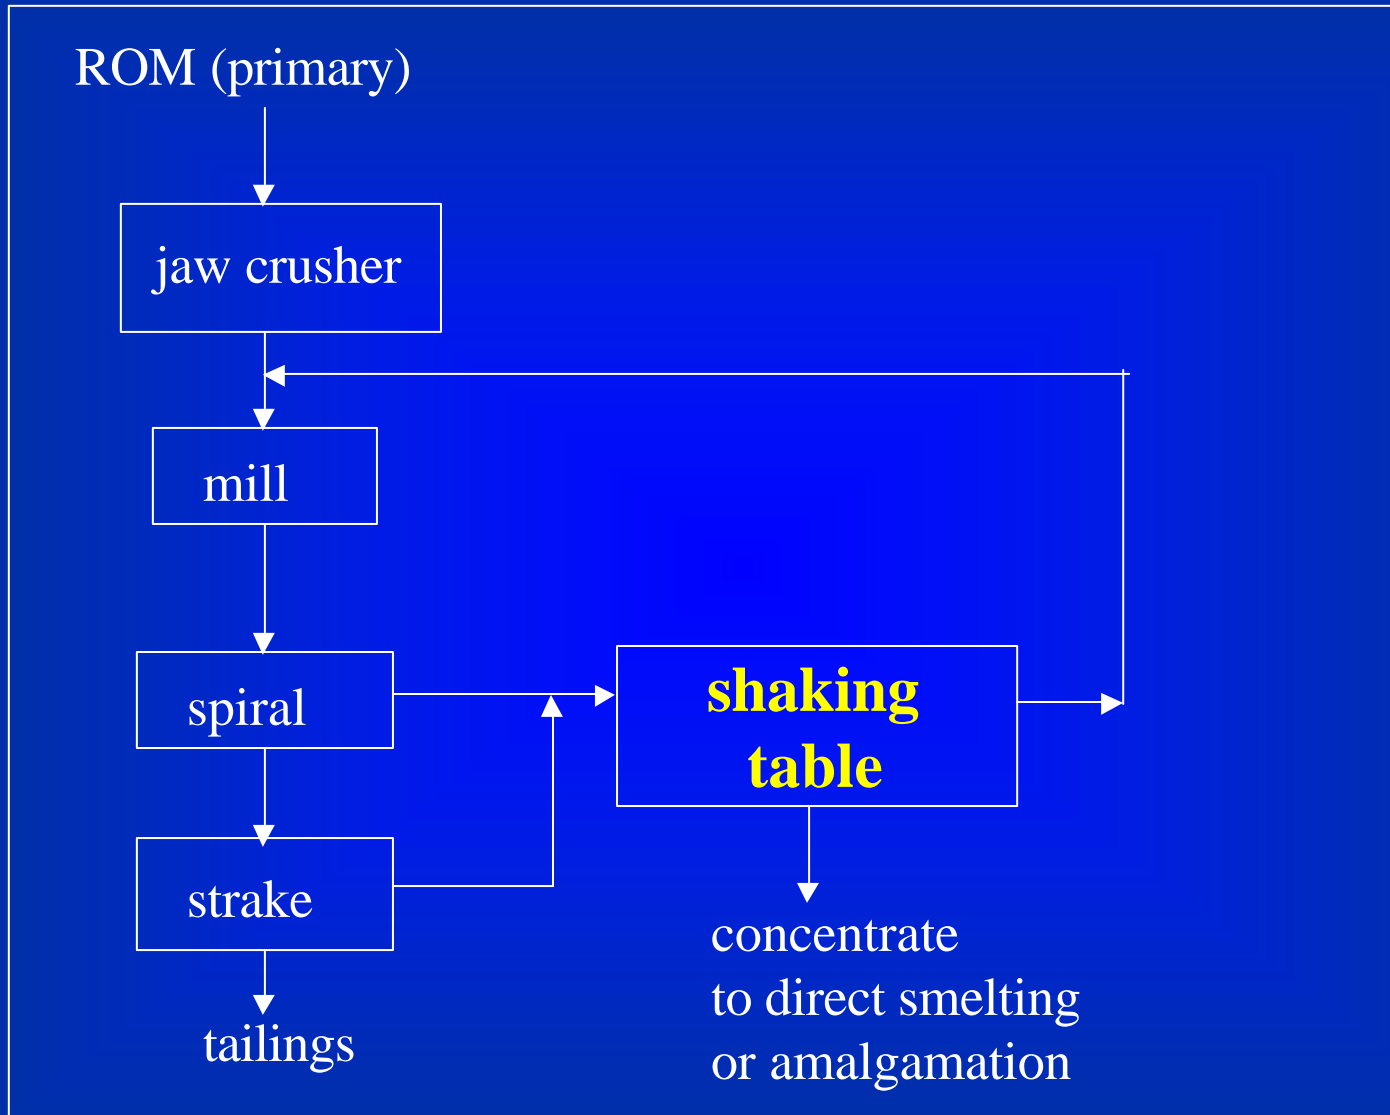 ROM (primary)
jaw crusher
mill
spiral
shaking
table
strake
concentrate
to direct smelting
or amalgamation
tailings